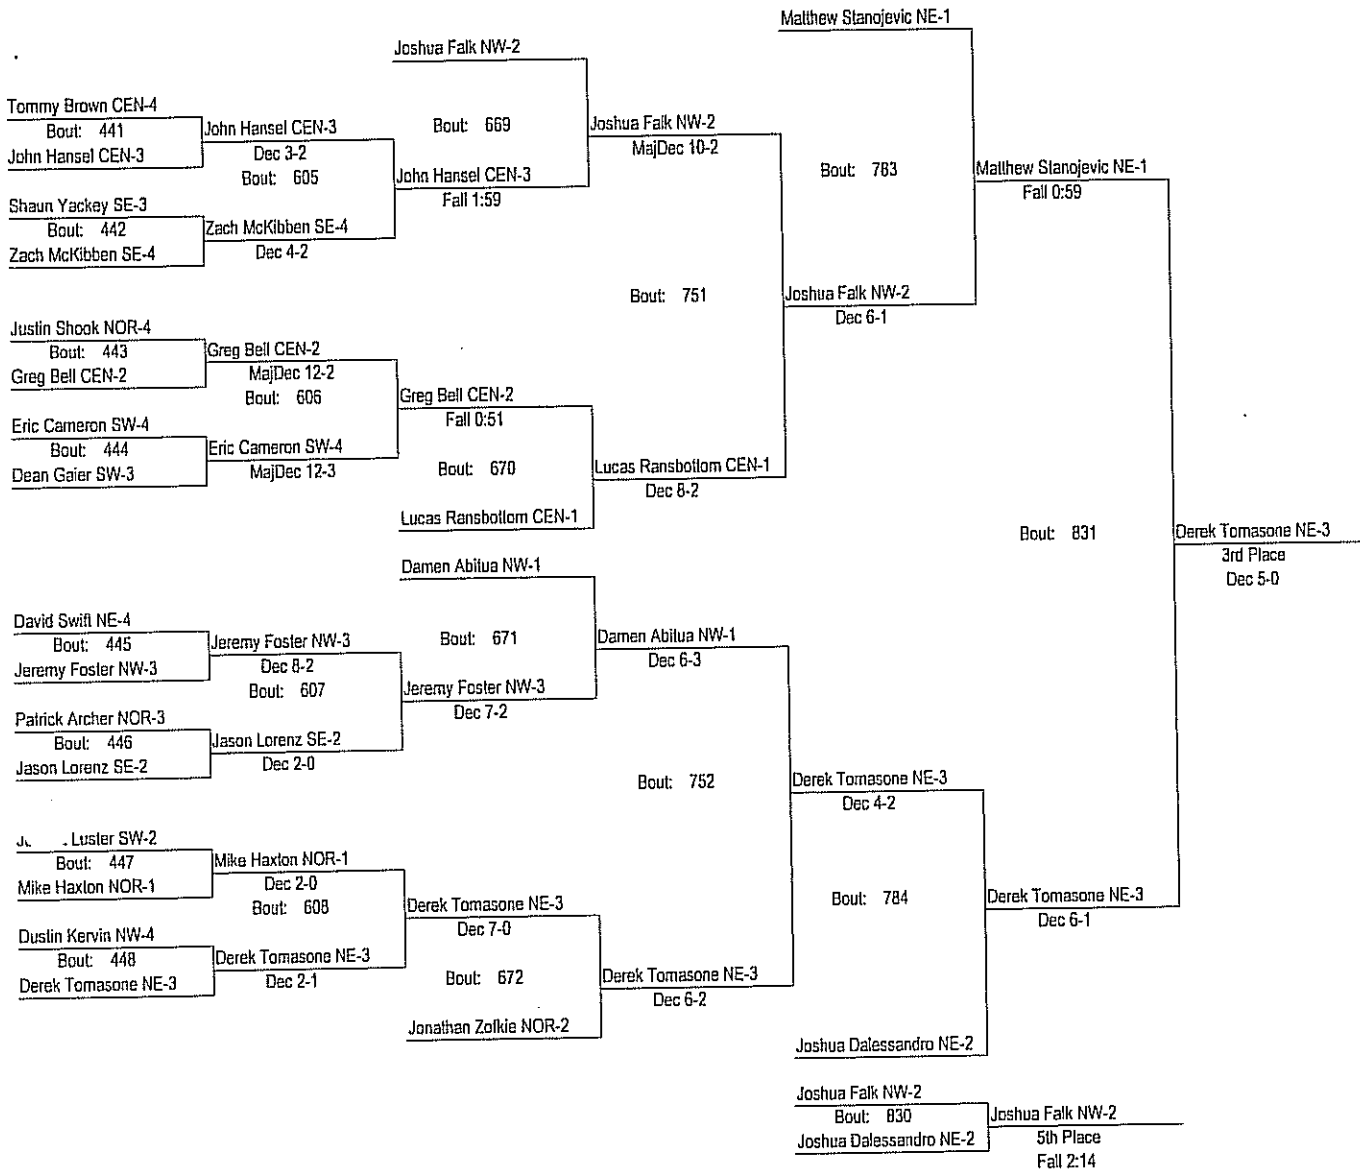 Matthew Stanojevic NE-1
Joshua Falk NW-2
Tommy Brown CEN-4
Bout: 441
John Hansel CEN-3
John Hansel CEN-3
Dec 3-2
Bout: 605
Bout: 669
Joshua Falk NW-2
MajDec 10-2
John Hansel CEN-3
Fall 1:59
Bout: 783
Matthew Stanojevic NE-1
Fall 0:59
Shaun Yackey SE-3
Bout: 442
Zach McKibben SE-4
Zach McKibben SE-4
Dec 4-2
Bout: 751
Joshua Falk NW-2
Dec 6-1
Justin Shook NOR-4
Bout: 443
Greg Bell CEN-2
Greg Bell CEN-2
MajDec 12-2
Bout: 606
Greg Bell CEN-2
Fall 0:51
Eric Cameron SW-4
Bout: 444
Dean Gaier SW-3
Eric Cameron SW-4
MajDec 12-3
Bout: 670
Lucas Ransbottom CEN-1
Dec 8-2
Lucas Ransbottom CEN-1
Bout: 831
Derek Tomasone NE-3
3rd Place
Dec 5-0
Damen Abitua NW-1
David Swift NE-4
Bout: 445
Jeremy Foster NW-3
Jeremy Foster NW-3
Dec 8-2
Bout: 607
Bout: 671
Damen Abitua NW-1
Dec 6-3
Jeremy Foster NW-3
Dec 7-2
Patrick Archer NOR-3
Bout: 446
Jason Lorenz SE-2
Jason Lorenz SE-2
Dec 2-0
Bout: 752
Derek Tomasone NE-3
Dec 4-2
Luster SW-2
Bout: 447
Mike Haxton NOR-1
Mike Haxton NOR-1
Dec 2-0
Bout: 608
Derek Tomasone NE-3
Dec 7-0
Bout: 784
Derek Tomasone NE-3
Dec 6-1
Dustin Kervin NW-4
Bout: 448
Derek Tomasone NE-3
Derek Tomasone NE-3
Dec 2-1
Bout: 672
Derek Tomasone NE-3
Dec 6-2
Jonathan Zofkie NOR-2
Joshua Dalessandro NE-2
Joshua Falk NW-2
Bout: 830
Joshua Dalessandro NE-2
Joshua Falk NW-2
5th Place
Fall 2:14